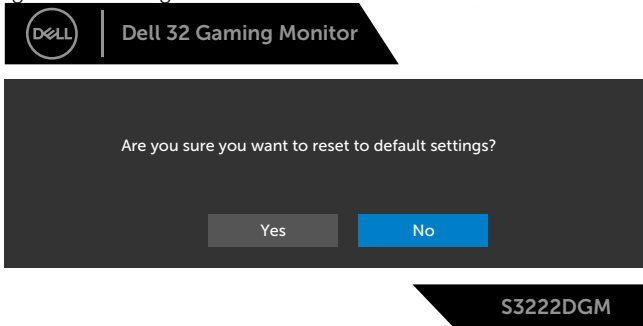 DELL
Dell 32 Gaming Monitor
Are you sure you want to reset to default settings?
Yes
No
S3222DGM